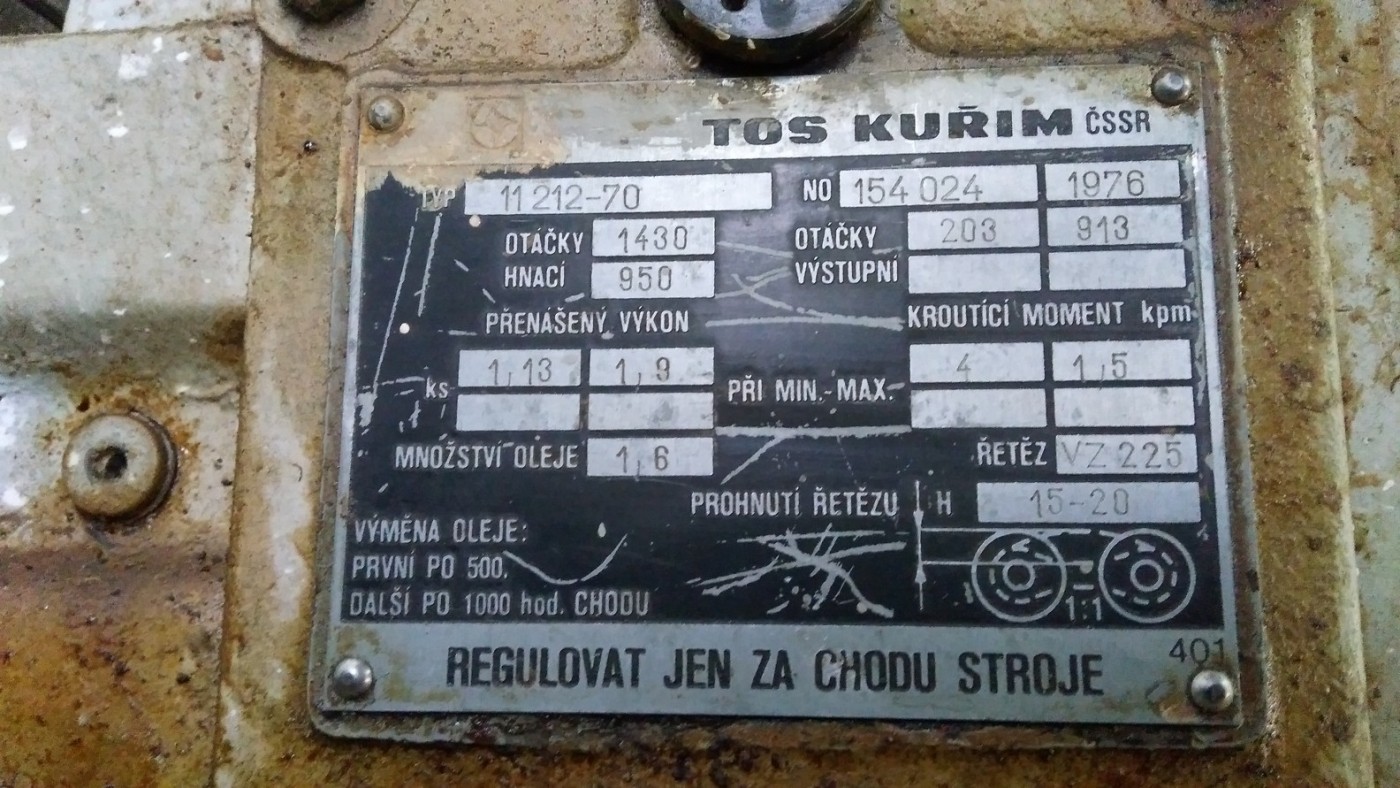 TOS KUŘIM ČSSR
TYP 11 212-70 NO 154 024 1976
OTÁČKY 1430 OTÁČKY 203 913
HNACÍ 950 VÝSTUPNÍ
PŘENÁŠENÝ VÝKON KROUTÍCÍ MOMENT kpm
ks 1,13 1,9 PŘI MIN.-MAX. 4 1,5
MNOŽSTVÍ OLEJE 1,6 ŘETĚZ VZ 225
PROHNUTÍ ŘETĚZU H 15-20
VÝMĚNA OLEJE:
PRVNÍ PO 500.
DALŠÍ PO 1000 hod. CHODU
1:1
REGULOVAT JEN ZA CHODU STROJE 401